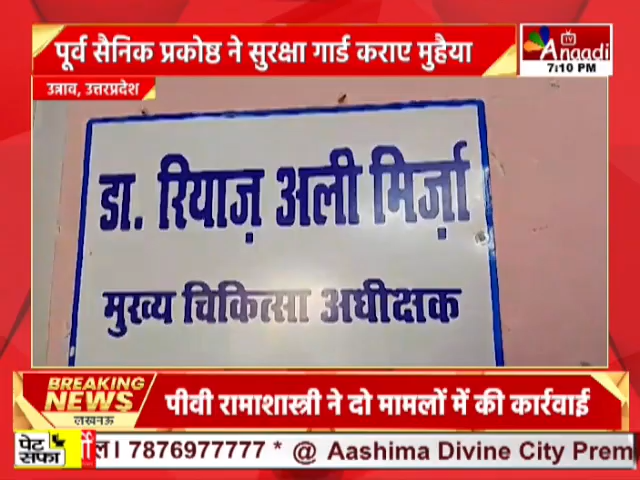 पूर्व सैनिक प्रकोष्ठ ने सुरक्षा गार्ड कराए मुहैया
TV
Anaadi
7:10 PM
उन्नाव, उत्तरप्रदेश
डा. रियाज़ अली मिर्ज़ा
मुख्य चिकित्सा अधीक्षक
BREAKING
NEWS
लखनऊ
पीवी रामाशास्त्री ने दो मामलों में की कार्रवाई
पेट
सफा
ल। 7876977777 * @ Aashima Divine City Prem